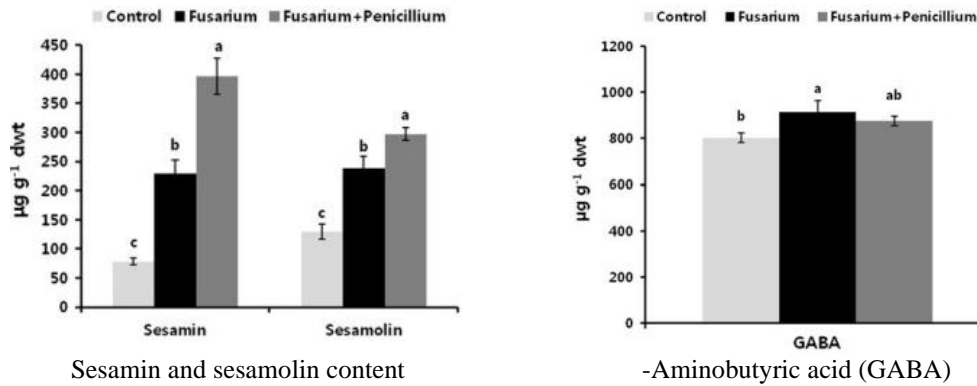 Control Fusarium Fusarium+Penicillium
450
400
350
300
250
200
150
100
50
0
µg g-1 dwt
c
b
a
c
b
a
Sesamin Sesamolin
Sesamin and sesamolin content
Control Fusarium Fusarium+Penicillium
1200
1000
800
600
400
200
0
µg g-1 dwt
b
a
ab
GABA
-Aminobutyric acid (GABA)